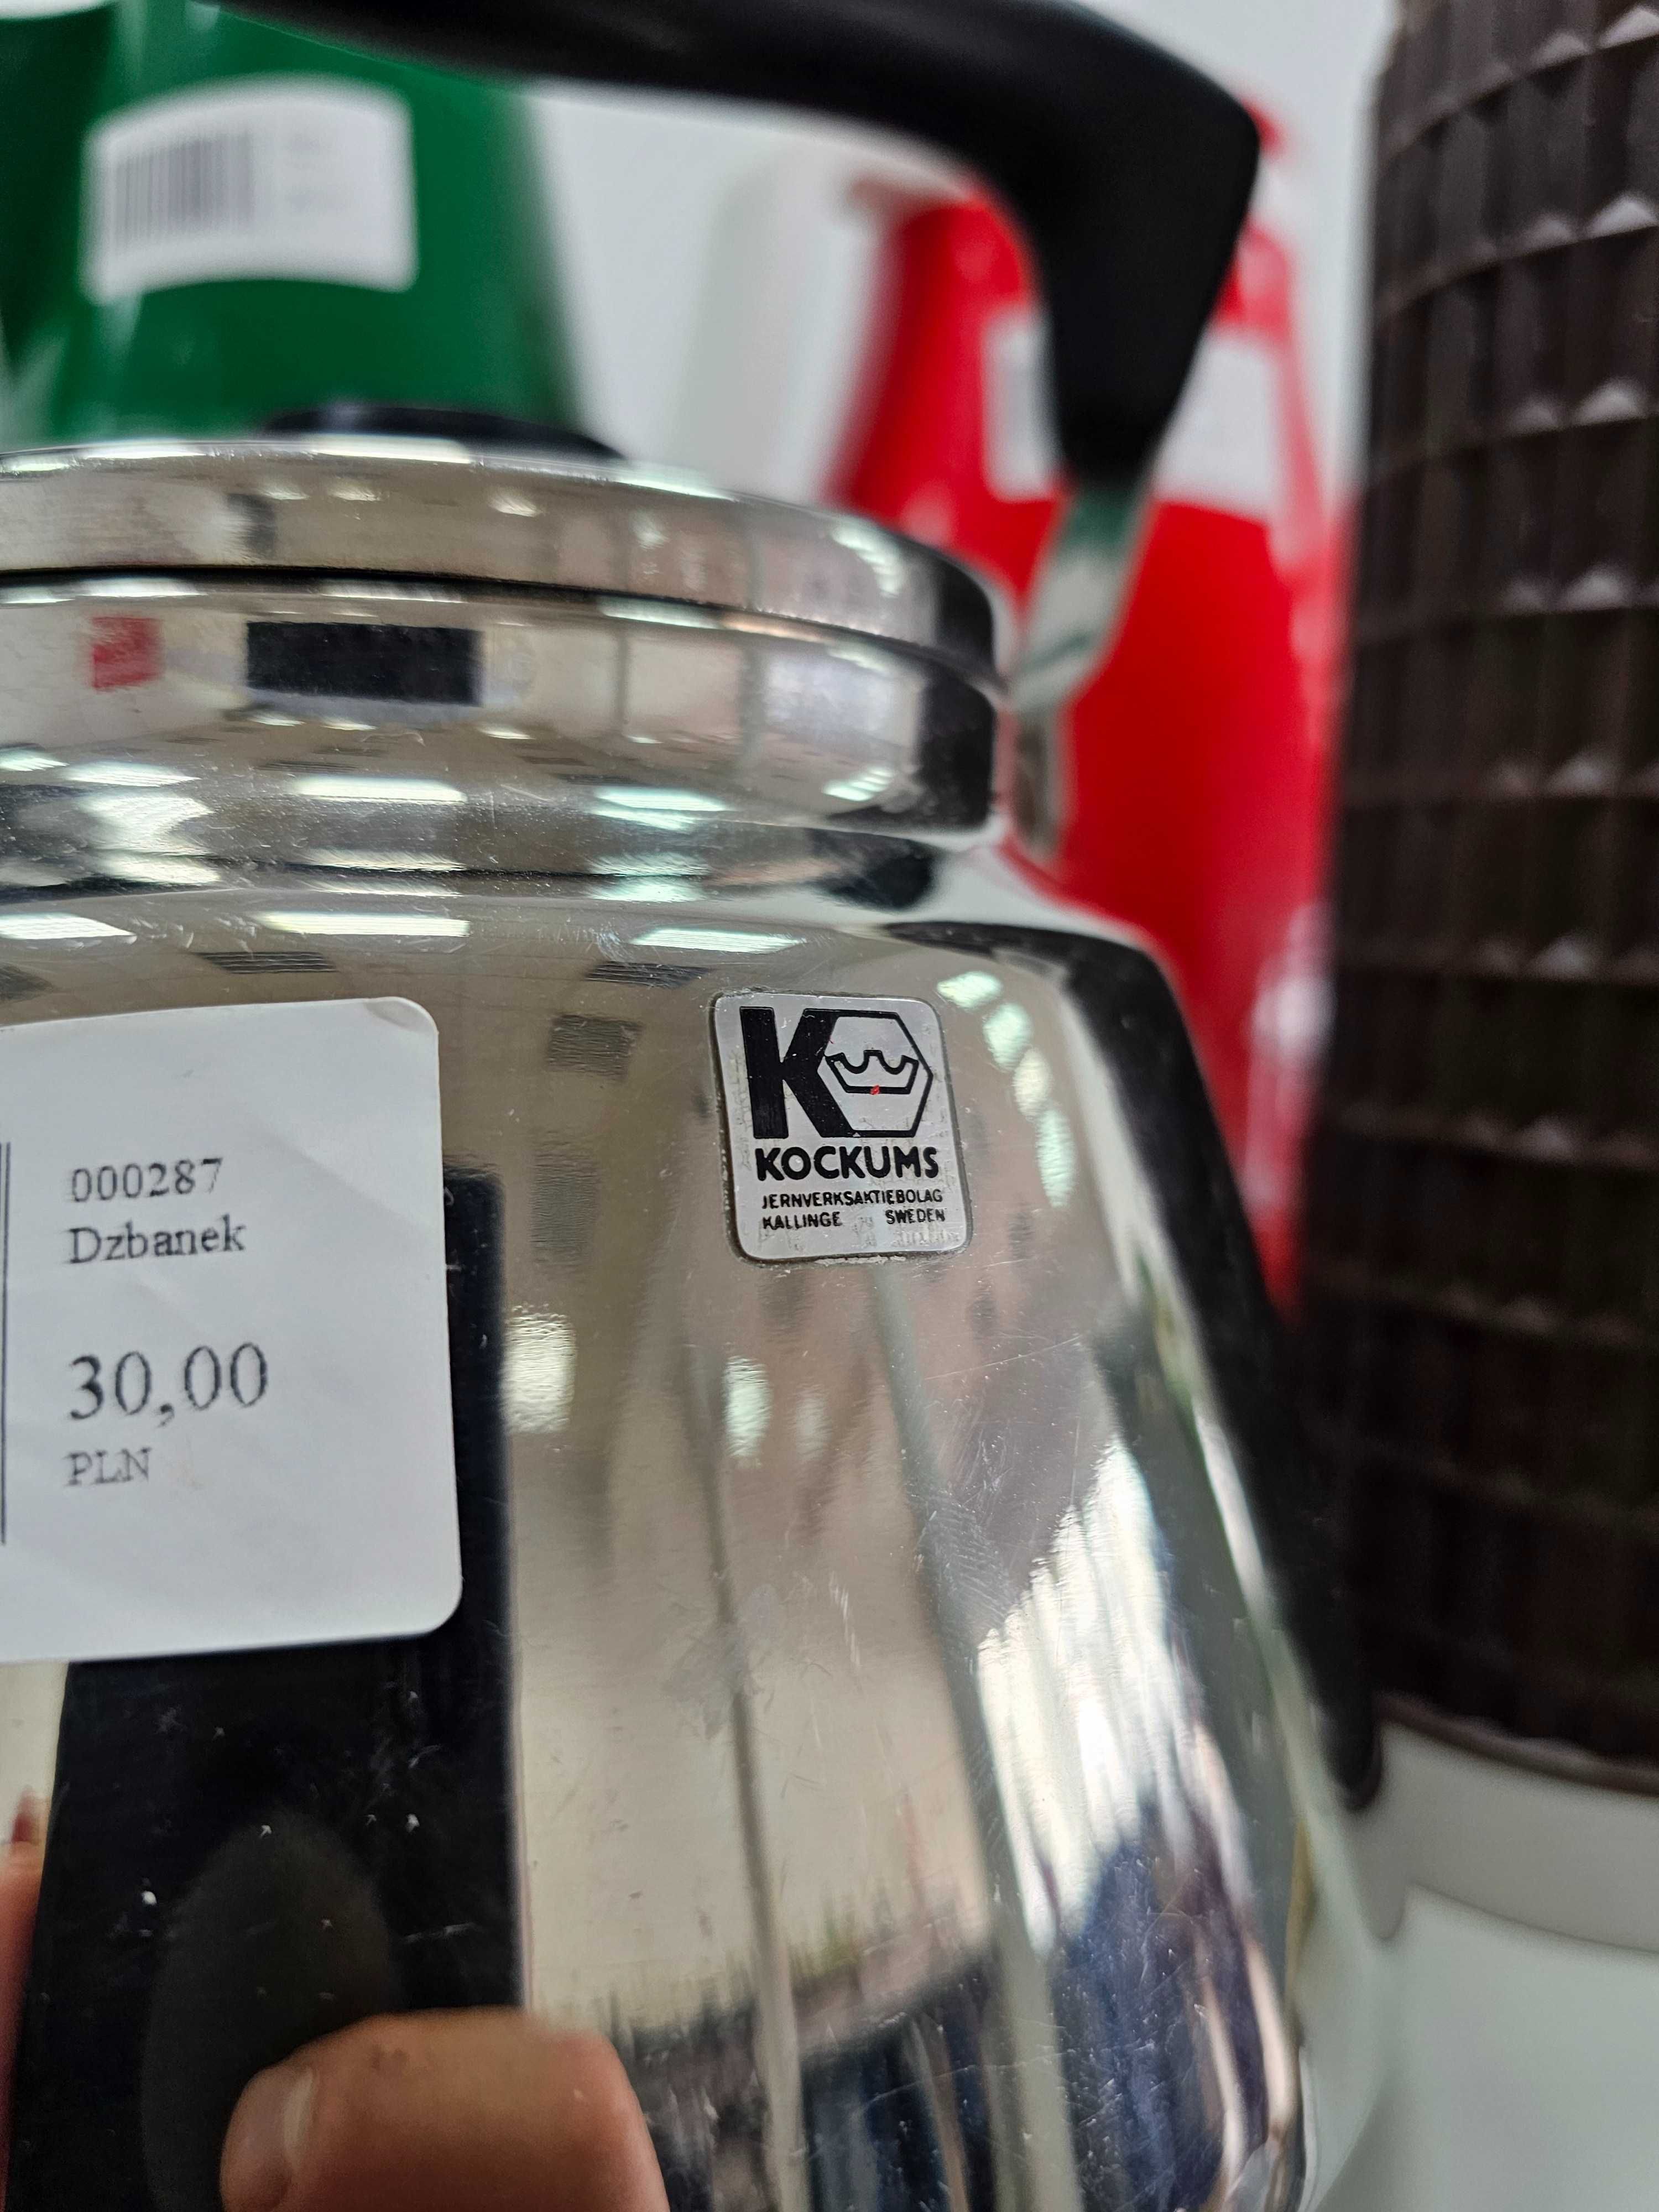 000287
Dzbanek
30,00
PLN
K
KOCKUMS
JERNVERKSAKTIEBOLAG
KALLINGE SWEDEN